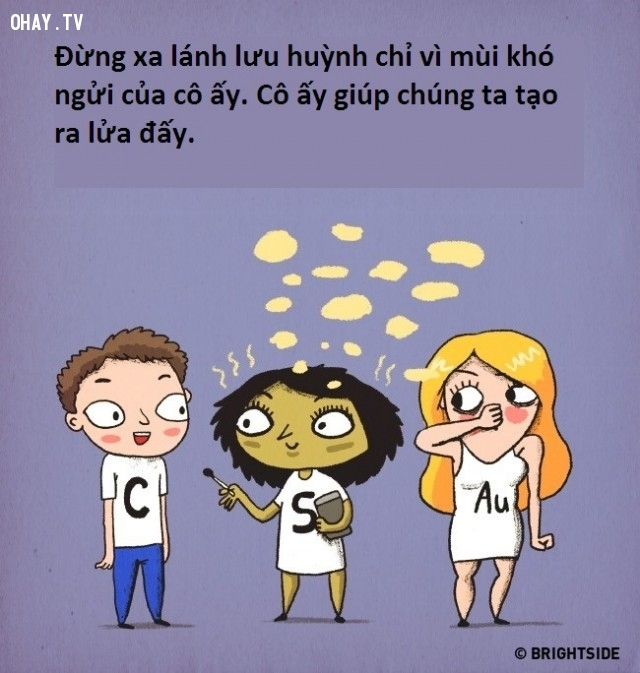 OHAY.TV
Đừng xa lánh lưu huỳnh chỉ vì mùi khó
ngửi của cô ấy. Cô ấy giúp chúng ta tạo
ra lửa đấy.
C
S
Au
© BRIGHTSIDE